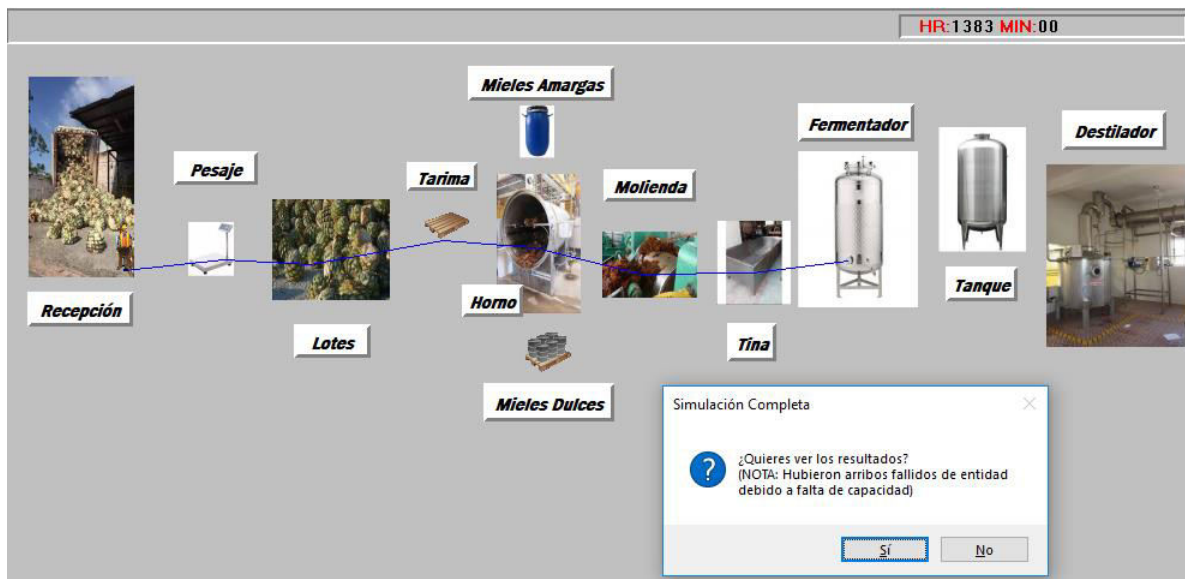 HR:1383 MIN:00
Mieles Amargas
Fermentador
Destilador
Pesaje
Tarima
Molienda
Recepción
Lotes
Horno
Tina
Tanque
Mieles Dulces
Simulación Completa
¿Quieres ver los resultados?
(NOTA: Hubieron arribos fallidos de entidad
debido a falta de capacidad)
Sí
No